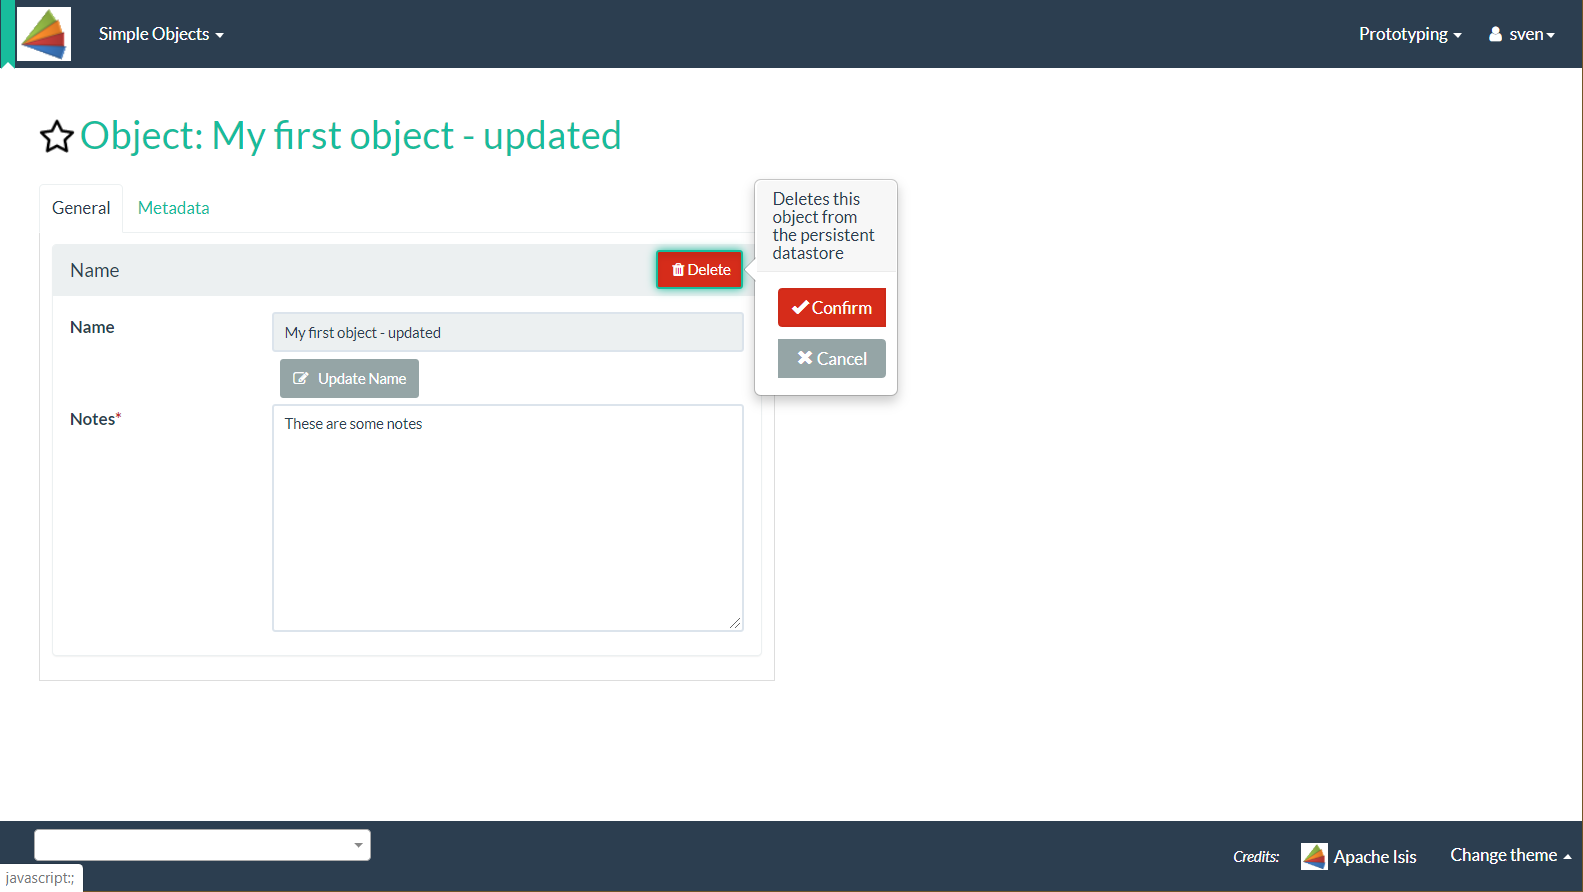 Simple Objects
Prototyping
sven
Object: My first object - updated
General
Metadata
Deletes this
object from
the persistent
datastore
Name
Delete
Confirm
Cancel
Name
My first object - updated
Update Name
Notes*
These are some notes
Credits:
Apache Isis
Change theme
javascript:;